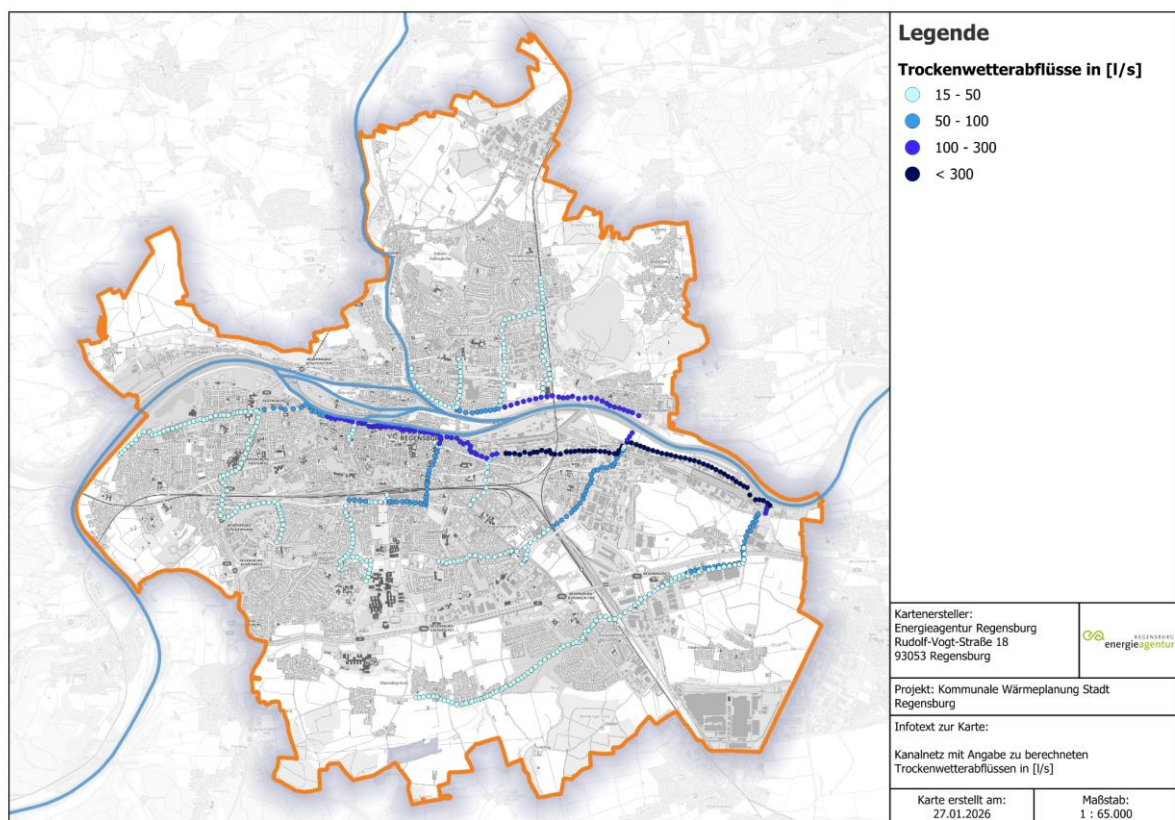 Legende
Trockenwetterabflüsse in [l/s]
15 - 50
50 - 100
100 - 300
< 300
REGENSBURG
Kartenersteller:
Energieagentur Regensburg
Rudolf-Vogt-Straße 18
93053 Regensburg
REGENSBURG
energieagentur
Projekt: Kommunale Wärmeplanung Stadt
Regensburg
Infotext zur Karte:
Kanalnetz mit Angabe zu berechneten
Trockenwetterabflüssen in [l/s]
Karte erstellt am:
27.01.2026
Maßstab:
1 : 65.000